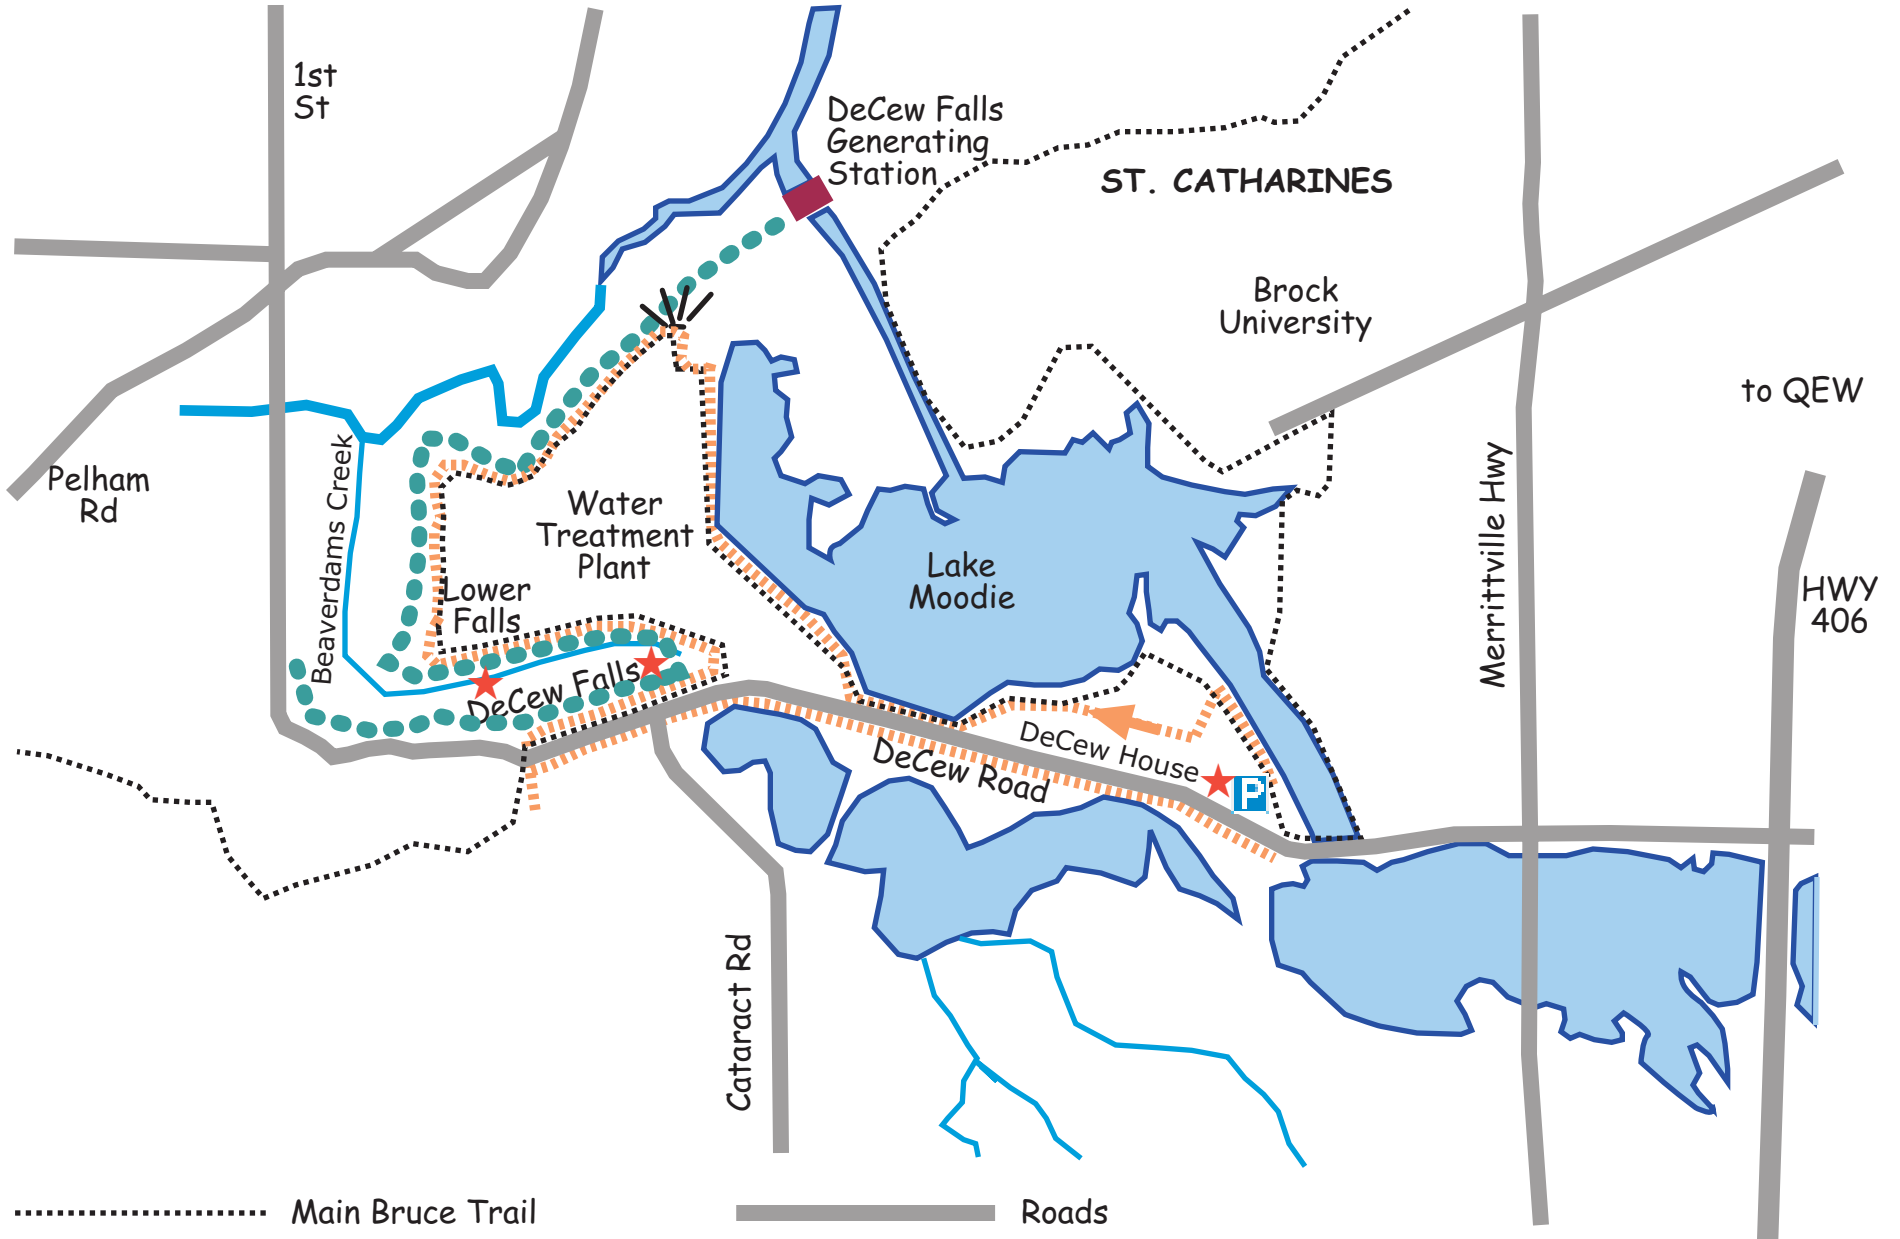 1st
St
DeCew Falls
Generating
Station
ST. CATHARINES
Brock
University
to QEW
Pelham
Rd
Beaverdams Creek
Water
Treatment
Plant
Merrittville Hwy
Lake
Moodie
HWY
406
Lower
Falls
DeCew Falls
DeCew House
P
DeCew Road
Cataract Rd
Main Bruce Trail
Roads